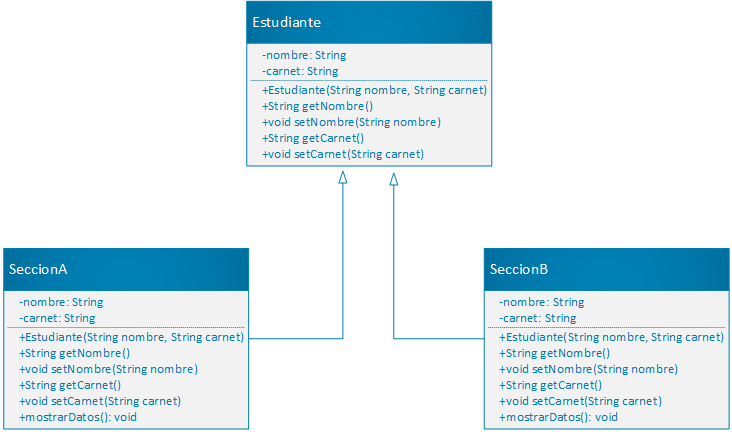 Estudiante
-nombre: String
-carnet: String
+Estudiante(String nombre, String carnet)
+String getNombre()
+void setNombre(String nombre)
+String getCarnet()
+void setCarnet(String carnet)
SeccionA
-nombre: String
-carnet: String
+Estudiante(String nombre, String carnet)
+String getNombre()
+void setNombre(String nombre)
+String getCarnet()
+void setCarnet(String carnet)
+mostrarDatos(): void
SeccionB
-nombre: String
-carnet: String
+Estudiante(String nombre, String carnet)
+String getNombre()
+void setNombre(String nombre)
+String getCarnet()
+void setCarnet(String carnet)
+mostrarDatos(): void